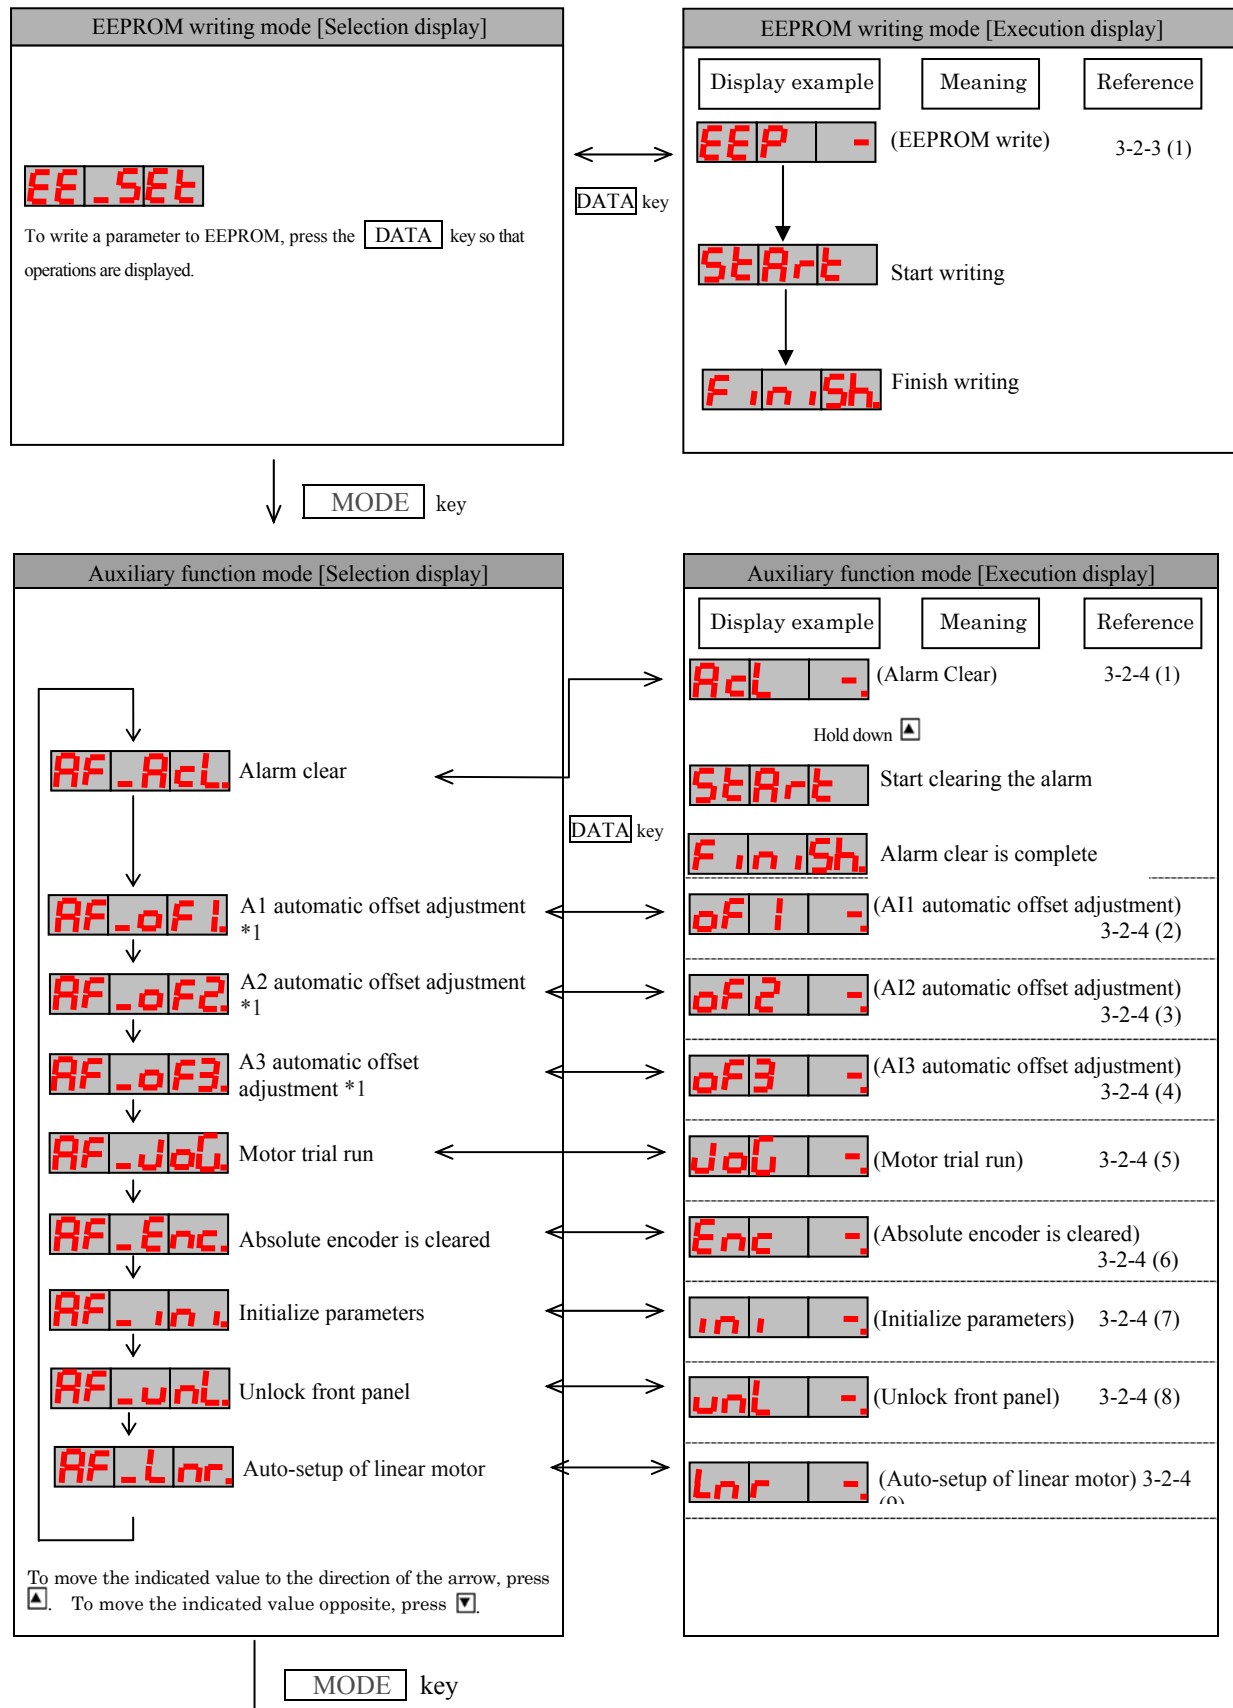 EEPROM writing mode [Selection display]
EE_SEt
To write a parameter to EEPROM, press the DATA key so that
operations are displayed.
DATA key
EEPROM writing mode [Execution display]
Display example Meaning Reference
EEP - (EEPROM write) 3-2-3 (1)
StArt Start writing
FiniSh. Finish writing
MODE key
Auxiliary function mode [Selection display]
AF_AcL. Alarm clear
AF_oF1. A1 automatic offset adjustment
*1
AF_oF2. A2 automatic offset adjustment
*1
AF_oF3. A3 automatic offset
adjustment *1
AF_JoG. Motor trial run
AF_Enc. Absolute encoder is cleared
AF_ini. Initialize parameters
AF_unL. Unlock front panel
AF_Lnr. Auto-setup of linear motor
To move the indicated value to the direction of the arrow, press
▲. To move the indicated value opposite, press ▼.
DATA key
Auxiliary function mode [Execution display]
Display example Meaning Reference
AcL -. (Alarm Clear) 3-2-4 (1)
Hold down ▲
StArt Start clearing the alarm
FiniSh. Alarm clear is complete
oF1 -. (AI1 automatic offset adjustment)
3-2-4 (2)
oF2 -. (AI2 automatic offset adjustment)
3-2-4 (3)
oF3 -. (AI3 automatic offset adjustment)
3-2-4 (4)
JoG -. (Motor trial run) 3-2-4 (5)
Enc -. (Absolute encoder is cleared)
3-2-4 (6)
ini -. (Initialize parameters) 3-2-4 (7)
unL -. (Unlock front panel) 3-2-4 (8)
Lnr -. (Auto-setup of linear motor) 3-2-4
(9)
MODE key